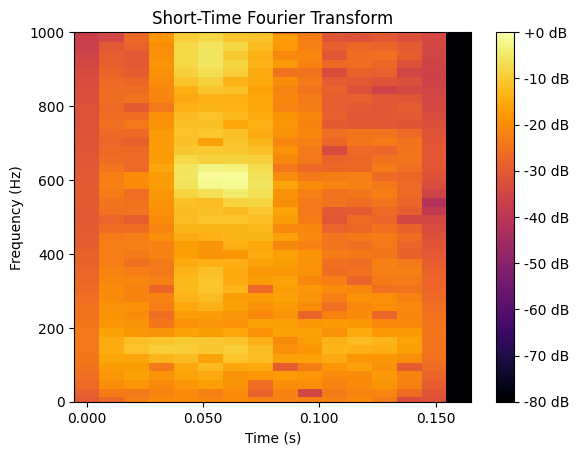 Short-Time Fourier Transform
1000
800
600
400
200
0
Frequency (Hz)
0.000
0.050
0.100
0.150
Time (s)
+0 dB
-10 dB
-20 dB
-30 dB
-40 dB
-50 dB
-60 dB
-70 dB
-80 dB